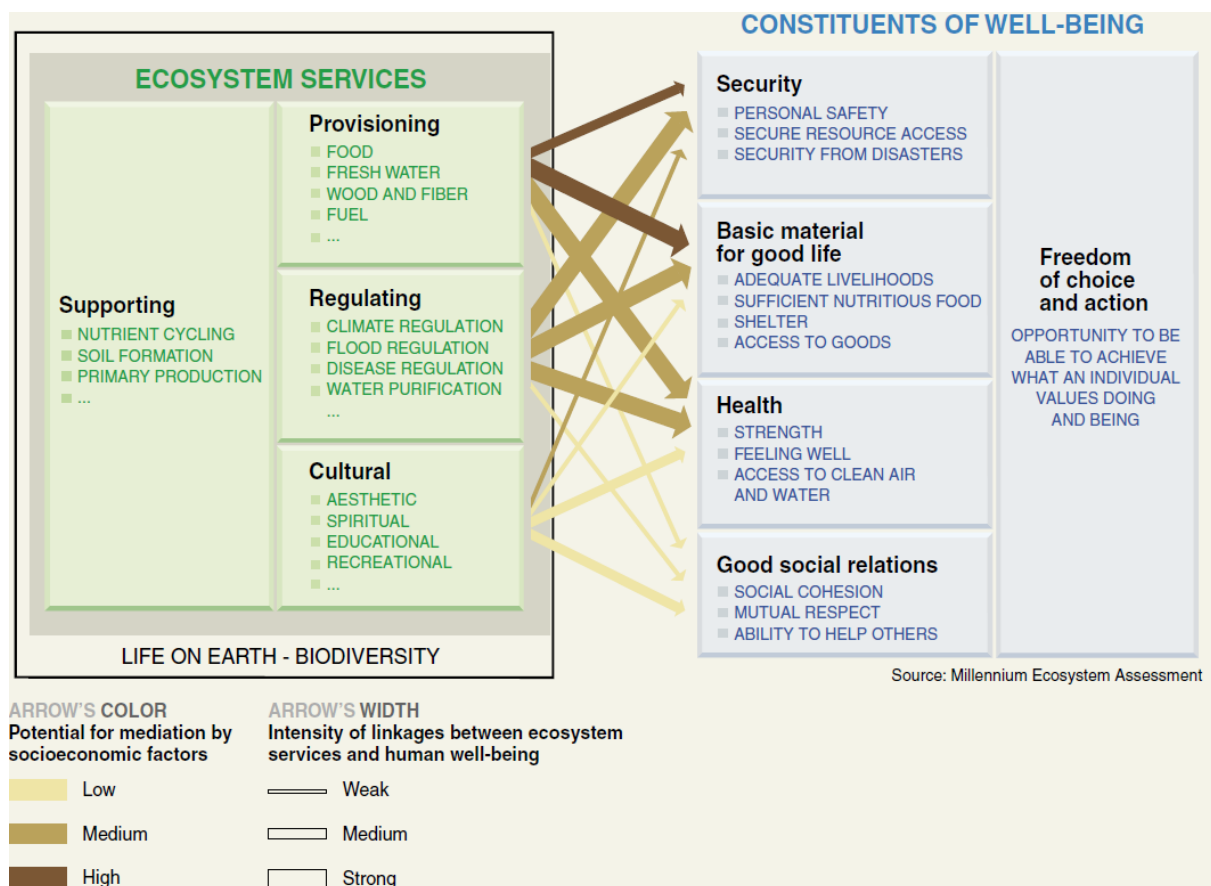 CONSTITUENTS OF WELL-BEING
ECOSYSTEM SERVICES
Supporting
NUTRIENT CYCLING
SOIL FORMATION
PRIMARY PRODUCTION
...
Provisioning
FOOD
FRESH WATER
WOOD AND FIBER
FUEL
...
Regulating
CLIMATE REGULATION
FLOOD REGULATION
DISEASE REGULATION
WATER PURIFICATION
...
Cultural
AESTHETIC
SPIRITUAL
EDUCATIONAL
RECREATIONAL
...
LIFE ON EARTH - BIODIVERSITY
Security
PERSONAL SAFETY
SECURE RESOURCE ACCESS
SECURITY FROM DISASTERS
Basic material
for good life
ADEQUATE LIVELIHOODS
SUFFICIENT NUTRITIOUS FOOD
SHELTER
ACCESS TO GOODS
Health
STRENGTH
FEELING WELL
ACCESS TO CLEAN AIR
AND WATER
Good social relations
SOCIAL COHESION
MUTUAL RESPECT
ABILITY TO HELP OTHERS
Freedom
of choice
and action
OPPORTUNITY TO BE
ABLE TO ACHIEVE
WHAT AN INDIVIDUAL
VALUES DOING
AND BEING
Source: Millennium Ecosystem Assessment
ARROW'S COLOR
Potential for mediation by
socioeconomic factors
Low
Medium
High
ARROW'S WIDTH
Intensity of linkages between ecosystem
services and human well-being
Weak
Medium
Strong